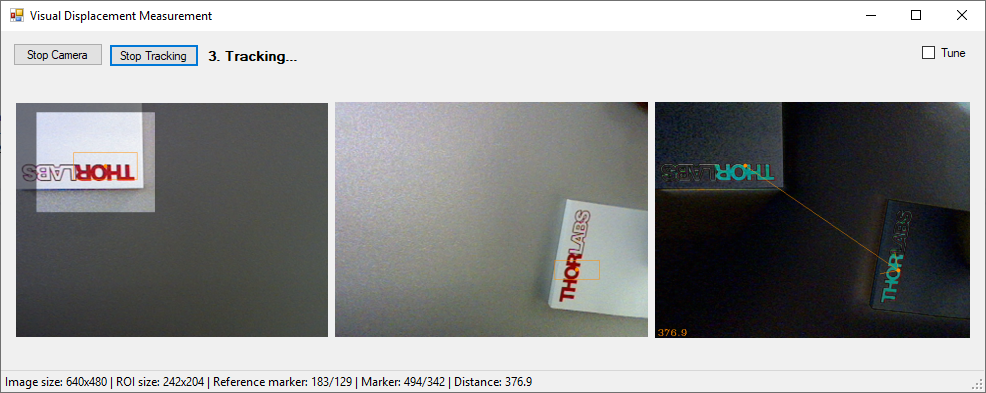 Visual Displacement Measurement
Stop Camera
Stop Tracking
3. Tracking...
Tune
THORLABS
THORLABS
THORLABS
THORLABS
376.9
Image size: 640x480 | ROI size: 242x204 | Reference marker: 183/129 | Marker: 494/342 | Distance: 376.9